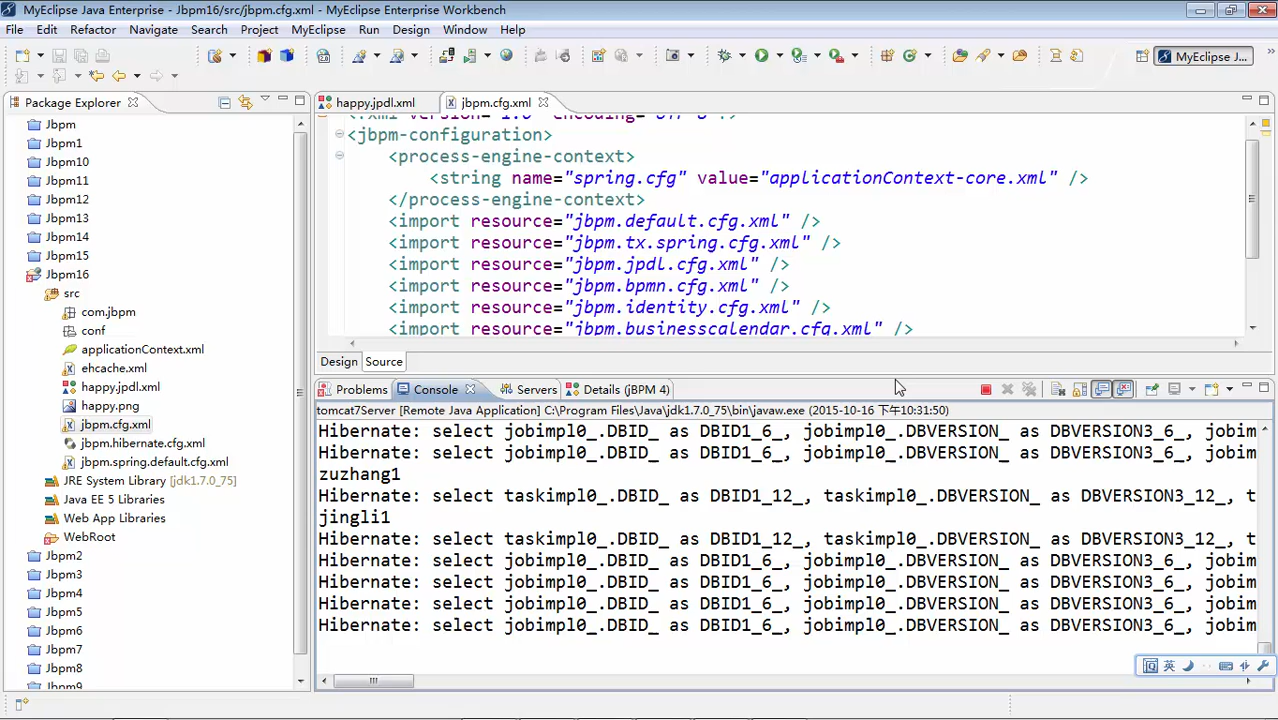 MyEclipse Java Enterprise - Jbpm16/src/jbpm.cfg.xml - MyEclipse Enterprise Workbench
File Edit Refactor Navigate Search Project MyEclipse Run Design Window Help
MyEclipse J...
Package Explorer
happy.jpdl.xml
jbpm.cfg.xml
Jbpm
Jbpm1
Jbpm10
Jbpm11
Jbpm12
Jbpm13
Jbpm14
Jbpm15
Jbpm16
src
com.jbpm
conf
applicationContext.xml
ehcache.xml
happy.jpdl.xml
happy.png
jbpm.cfg.xml
jbpm.hibernate.cfg.xml
jbpm.spring.default.cfg.xml
JRE System Library [jdk1.7.0_75]
Java EE 5 Libraries
Web App Libraries
WebRoot
Jbpm2
Jbpm3
Jbpm4
Jbpm5
Jbpm6
Jbpm7
Jbpm8
Jbpm9
<jbpm-configuration>
<process-engine-context>
<string name="spring.cfg" value="applicationContext-core.xml" />
</process-engine-context>
<import resource="jbpm.default.cfg.xml" />
<import resource="jbpm.tx.spring.cfg.xml" />
<import resource="jbpm.jpdl.cfg.xml" />
<import resource="jbpm.bpmn.cfg.xml" />
<import resource="jbpm.identity.cfg.xml" />
<import resource="jbpm.businesscalendar.cfg.xml" />
Design Source
Problems Console Servers Details (jBPM 4)
tomcat7Server [Remote Java Application] C:\Program Files\Java\jdk1.7.0_75\bin\javaw.exe (2015-10-16 下午10:31:50)
Hibernate: select jobimpl0_.DBID_ as DBID1_6_, jobimpl0_.DBVERSION_ as DBVERSION3_6_, jobim
Hibernate: select jobimpl0_.DBID_ as DBID1_6_, jobimpl0_.DBVERSION_ as DBVERSION3_6_, jobim
zuzhang1
Hibernate: select taskimpl0_.DBID_ as DBID1_12_, taskimpl0_.DBVERSION_ as DBVERSION3_12_, t
jingli1
Hibernate: select taskimpl0_.DBID_ as DBID1_12_, taskimpl0_.DBVERSION_ as DBVERSION3_12_, t
Hibernate: select jobimpl0_.DBID_ as DBID1_6_, jobimpl0_.DBVERSION_ as DBVERSION3_6_, jobim
Hibernate: select jobimpl0_.DBID_ as DBID1_6_, jobimpl0_.DBVERSION_ as DBVERSION3_6_, jobim
Hibernate: select jobimpl0_.DBID_ as DBID1_6_, jobimpl0_.DBVERSION_ as DBVERSION3_6_, jobim
Hibernate: select jobimpl0_.DBID_ as DBID1_6_, jobimpl0_.DBVERSION_ as DBVERSION3_6_, jobim
英